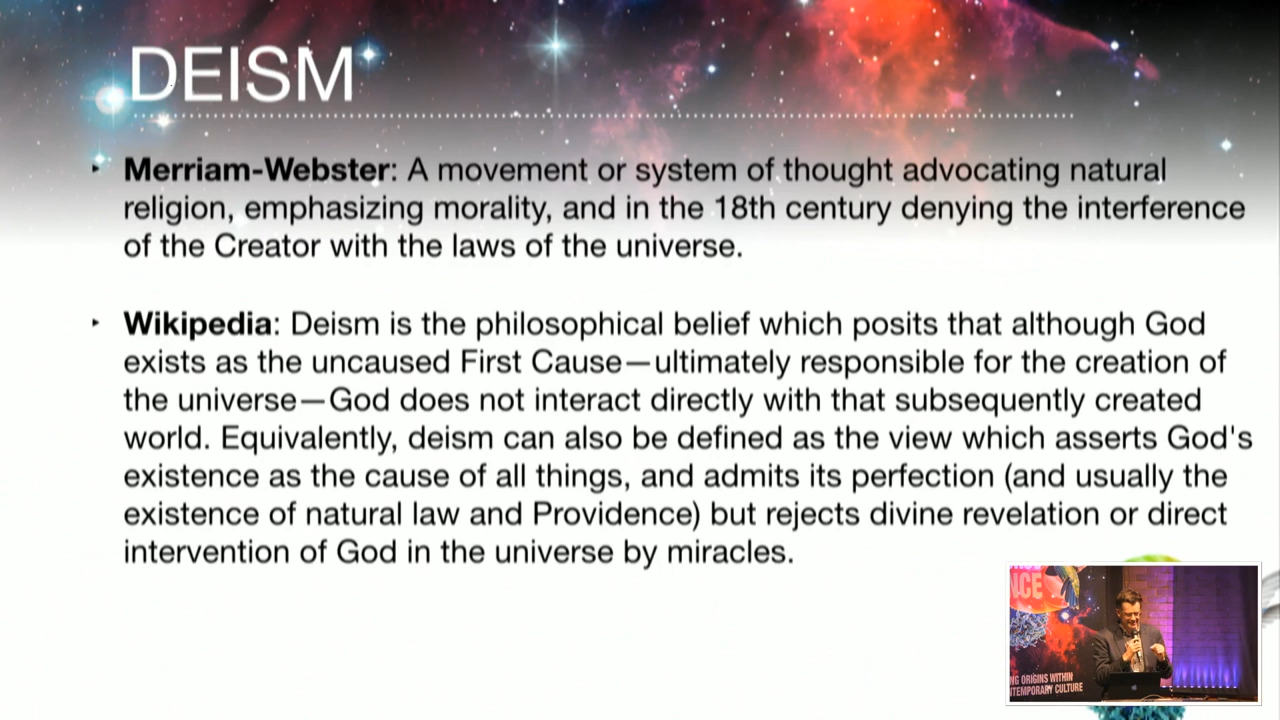 DEISM
Merriam-Webster: A movement or system of thought advocating natural
religion, emphasizing morality, and in the 18th century denying the interference
of the Creator with the laws of the universe.
Wikipedia: Deism is the philosophical belief which posits that although God
exists as the uncaused First Cause—ultimately responsible for the creation of
the universe—God does not interact directly with that subsequently created
world. Equivalently, deism can also be defined as the view which asserts God's
existence as the cause of all things, and admits its perfection (and usually the
existence of natural law and Providence) but rejects divine revelation or direct
intervention of God in the universe by miracles.
NCE
NG ORIGINS WITHIN
NTEMPORARY CULTURE